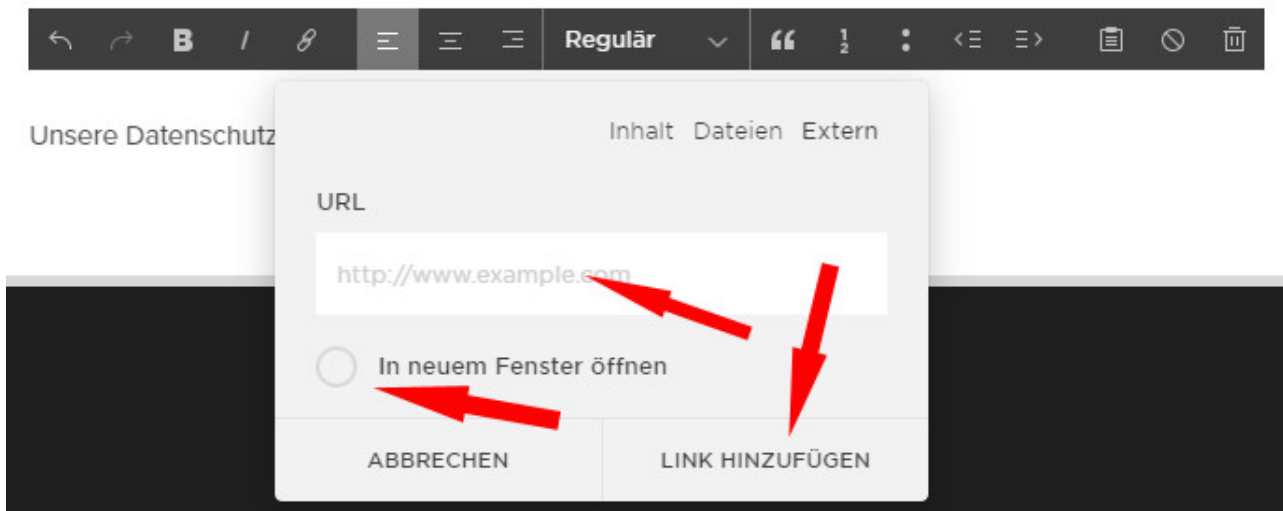 B I Regulär
Unsere Datenschutz
Inhalt Dateien Extern
URL
http://www.example.com
In neuem Fenster öffnen
ABBRECHEN LINK HINZUFÜGEN